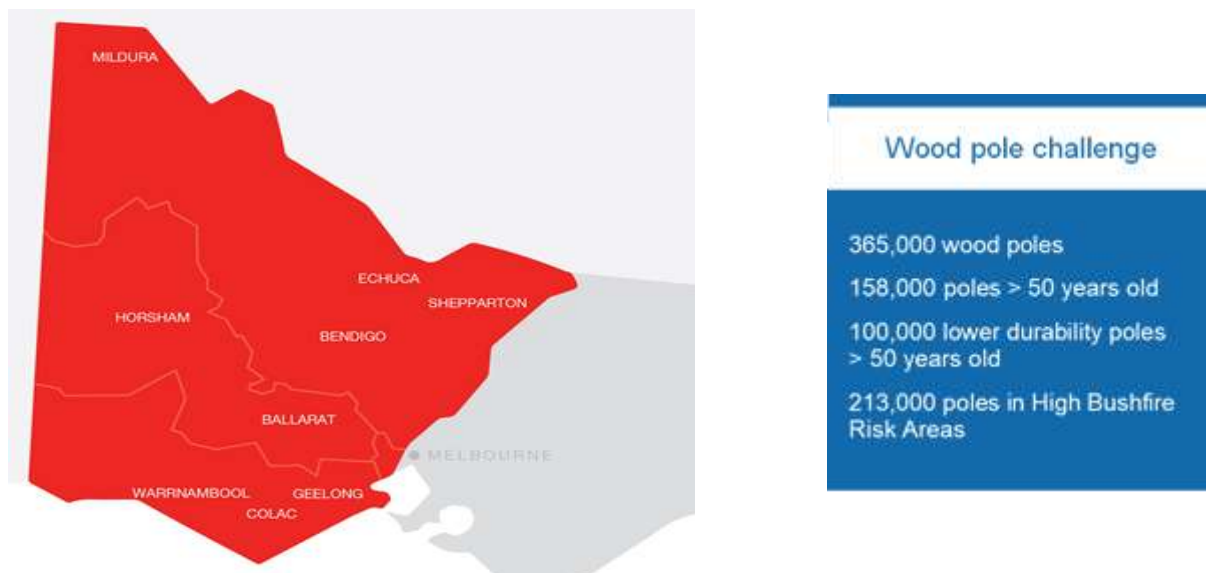 MILDURA
ECHUCA
SHEPPARTON
HORSHAM
BENDIGO
BALLARAT
MELBOURNE
WARRNAMBOOL
GEELONG
COLAC
Wood pole challenge
365,000 wood poles
158,000 poles > 50 years old
100,000 lower durability poles
> 50 years old
213,000 poles in High Bushfire
Risk Areas